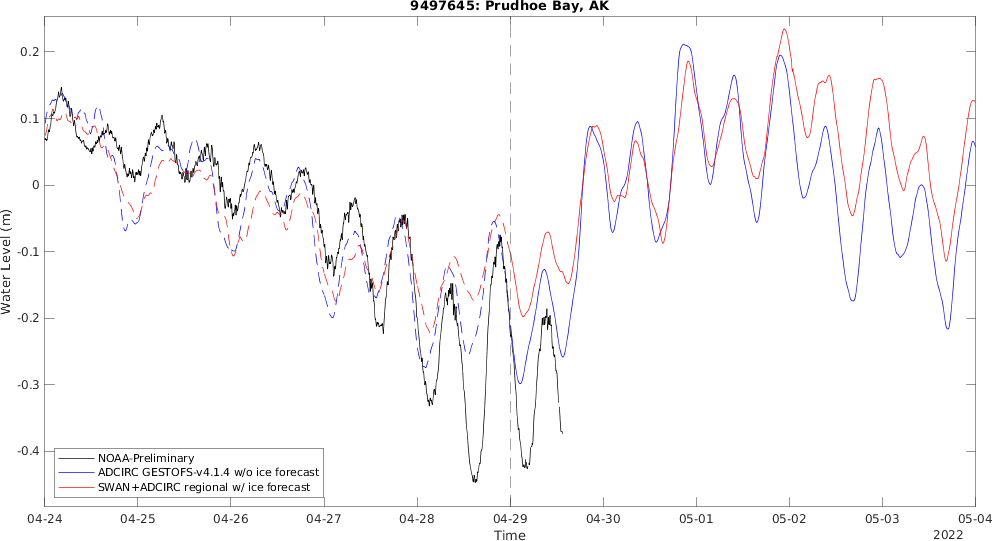 9497645: Prudhoe Bay, AK
0.2
0.1
0
-0.1
-0.2
-0.3
-0.4
Water Level (m)
NOAA-Preliminary
ADCIRC GESTOFS-v4.1.4 w/o ice forecast
SWAN+ADCIRC regional w/ ice forecast
04-24 04-25 04-26 04-27 04-28 04-29 04-30 05-01 05-02 05-03 05-04
Time
2022